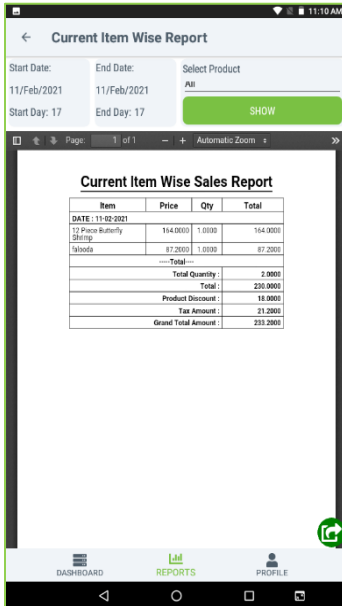 11:10 AM
Current Item Wise Report
Start Date: End Date: Select Product
11/Feb/2021 11/Feb/2021 All
Start Day: 17 End Day: 17 SHOW
Page: 1 of 1 − + Automatic Zoom
Current Item Wise Sales Report
Item Price Qty Total
DATE : 11-02-2021
12 Piece Butterfly
Shrimp 164.0000 1.0000 164.0000
falooda 87.2000 1.0000 87.2000
-----Total----
Total Quantity : 2.0000
Total : 230.0000
Product Discount : 18.0000
Tax Amount : 21.2000
Grand Total Amount : 233.2000
DASHBOARD REPORTS PROFILE